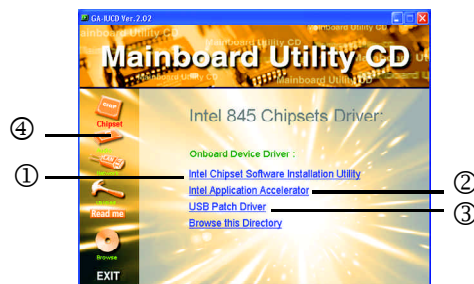 GA-IUCD Ver.2.02
Mainboard Utility CD
Chipset
Intel 845 Chipsets Driver:
④
Onboard Device Driver :
①
Intel Chipset Software Installation Utility
Intel Application Accelerator
②
USB Patch Driver
③
Read me
Browse this Directory
Browse
EXIT